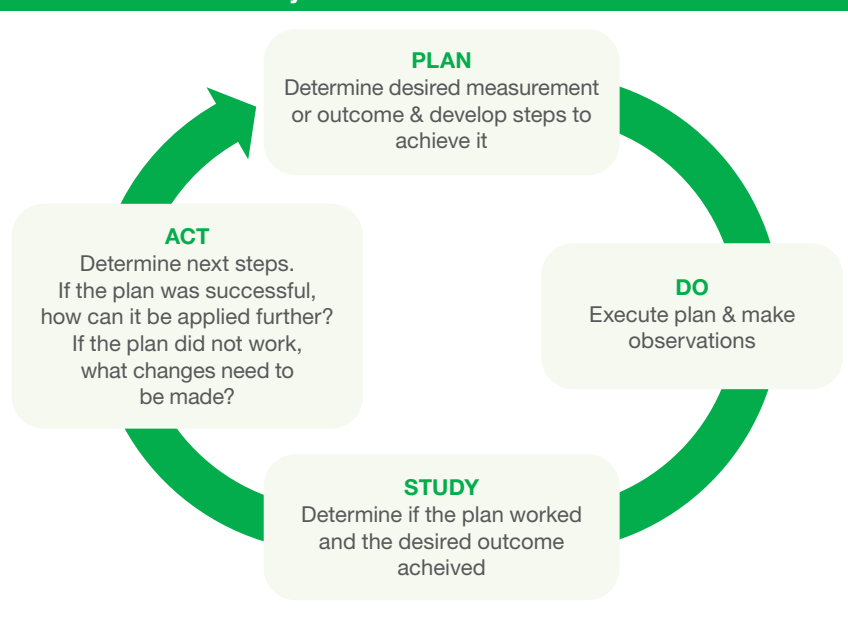 PLAN
Determine desired measurement
or outcome & develop steps to
achieve it
DO
Execute plan & make
observations
STUDY
Determine if the plan worked
and the desired outcome
acheived
ACT
Determine next steps.
If the plan was successful,
how can it be applied further?
If the plan did not work,
what changes need to
be made?